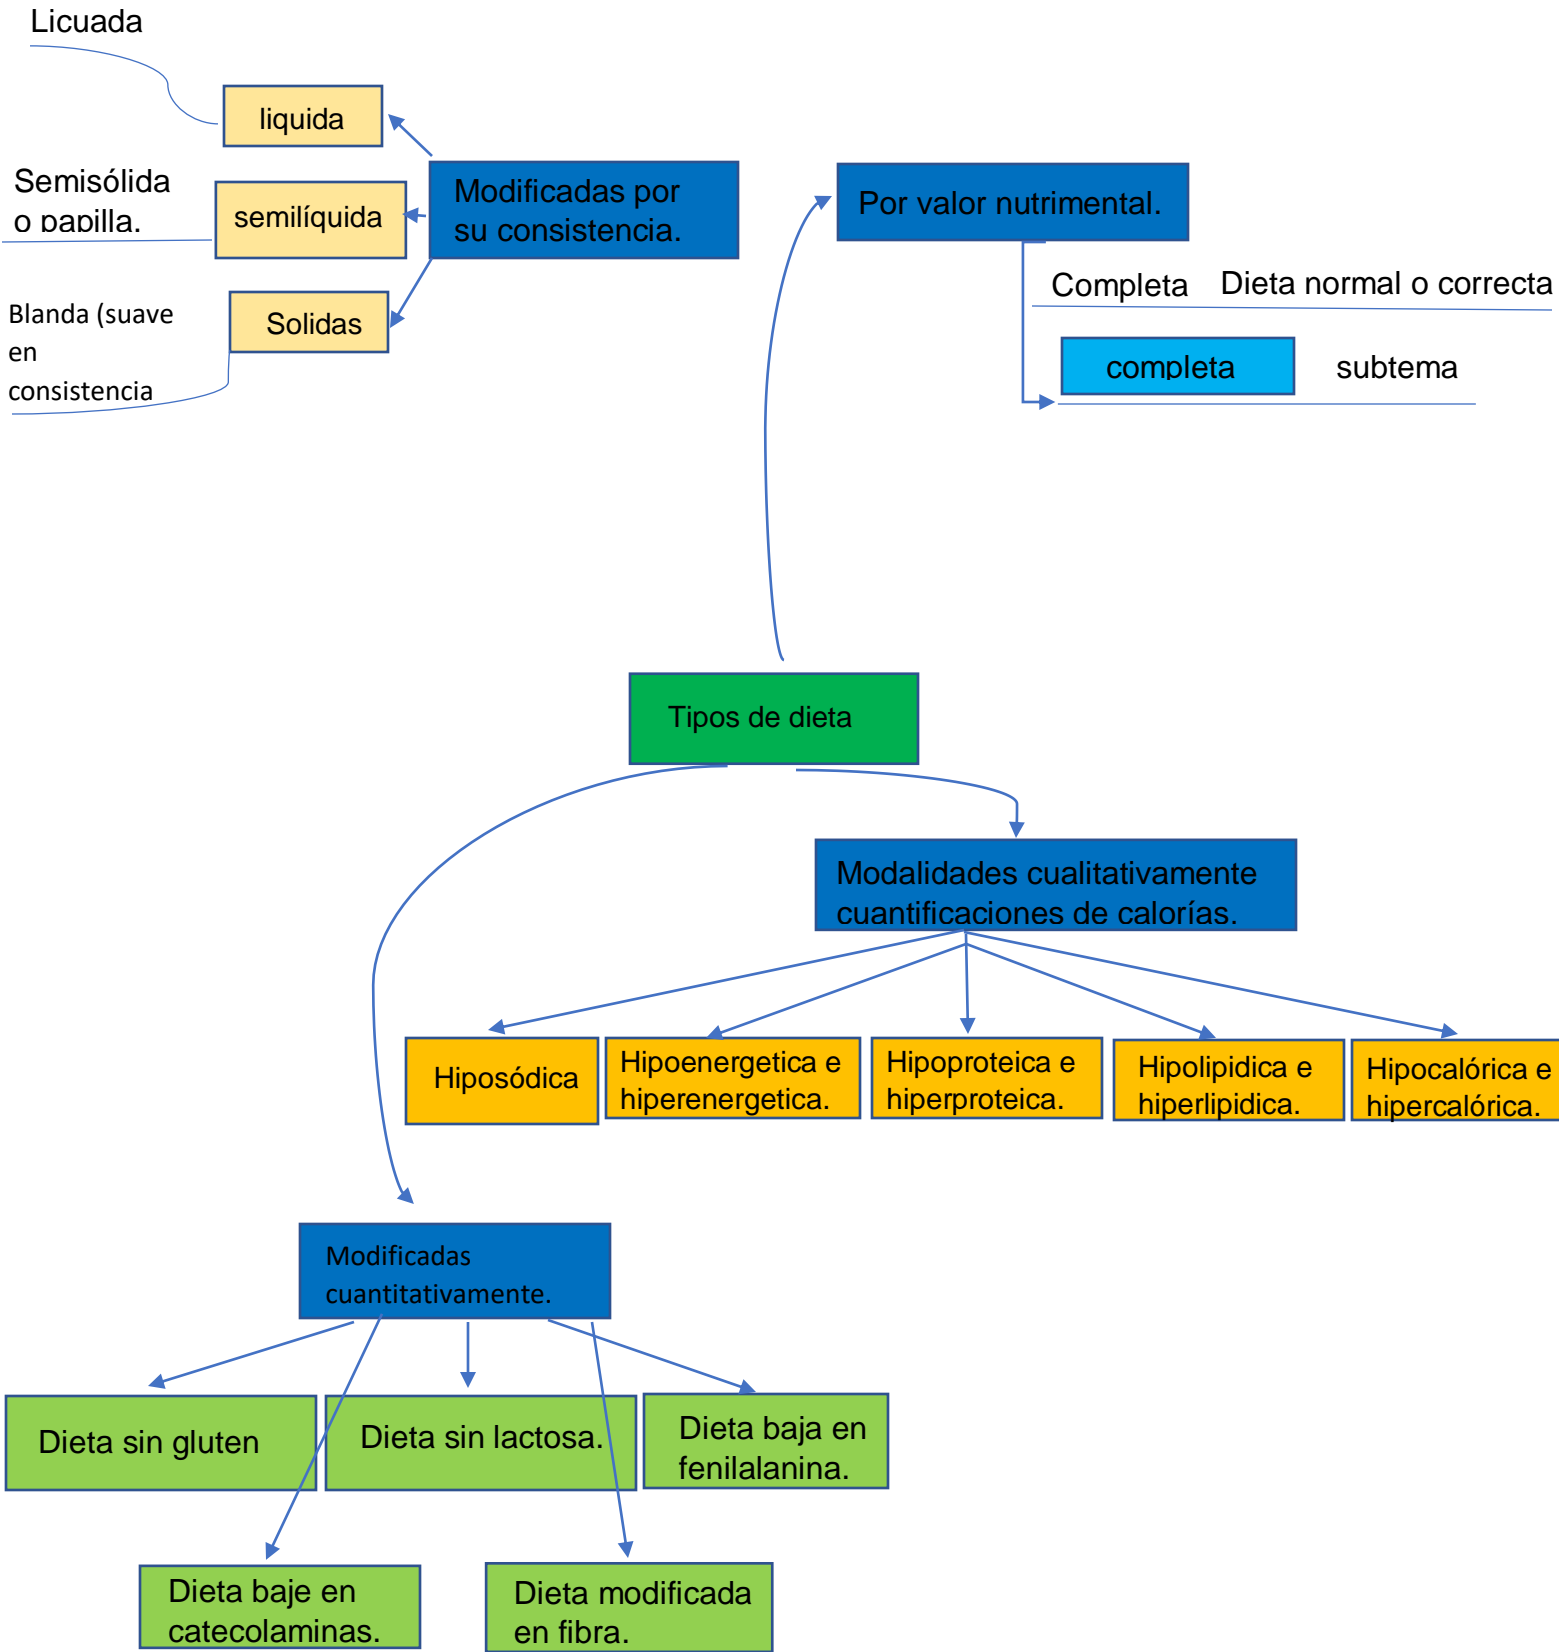 Licuada
liquida
Semisólida
o papilla.
semilíquida
Modificadas por
su consistencia.
Blanda (suave
en
consistencia
Solidas
Por valor nutrimental.
Completa Dieta normal o correcta
completa subtema
Tipos de dieta
Modalidades cualitativamente
cuantificaciones de calorías.
Hiposódica
Hipoenergetica e
hiperenergetica.
Hipoproteica e
hiperproteica.
Hipolipidica e
hiperlipidica.
Hipocalórica e
hipercalórica.
Modificadas
cuantitativamente.
Dieta sin gluten
Dieta sin lactosa.
Dieta baja en
fenilalanina.
Dieta baje en
catecolaminas.
Dieta modificada
en fibra.